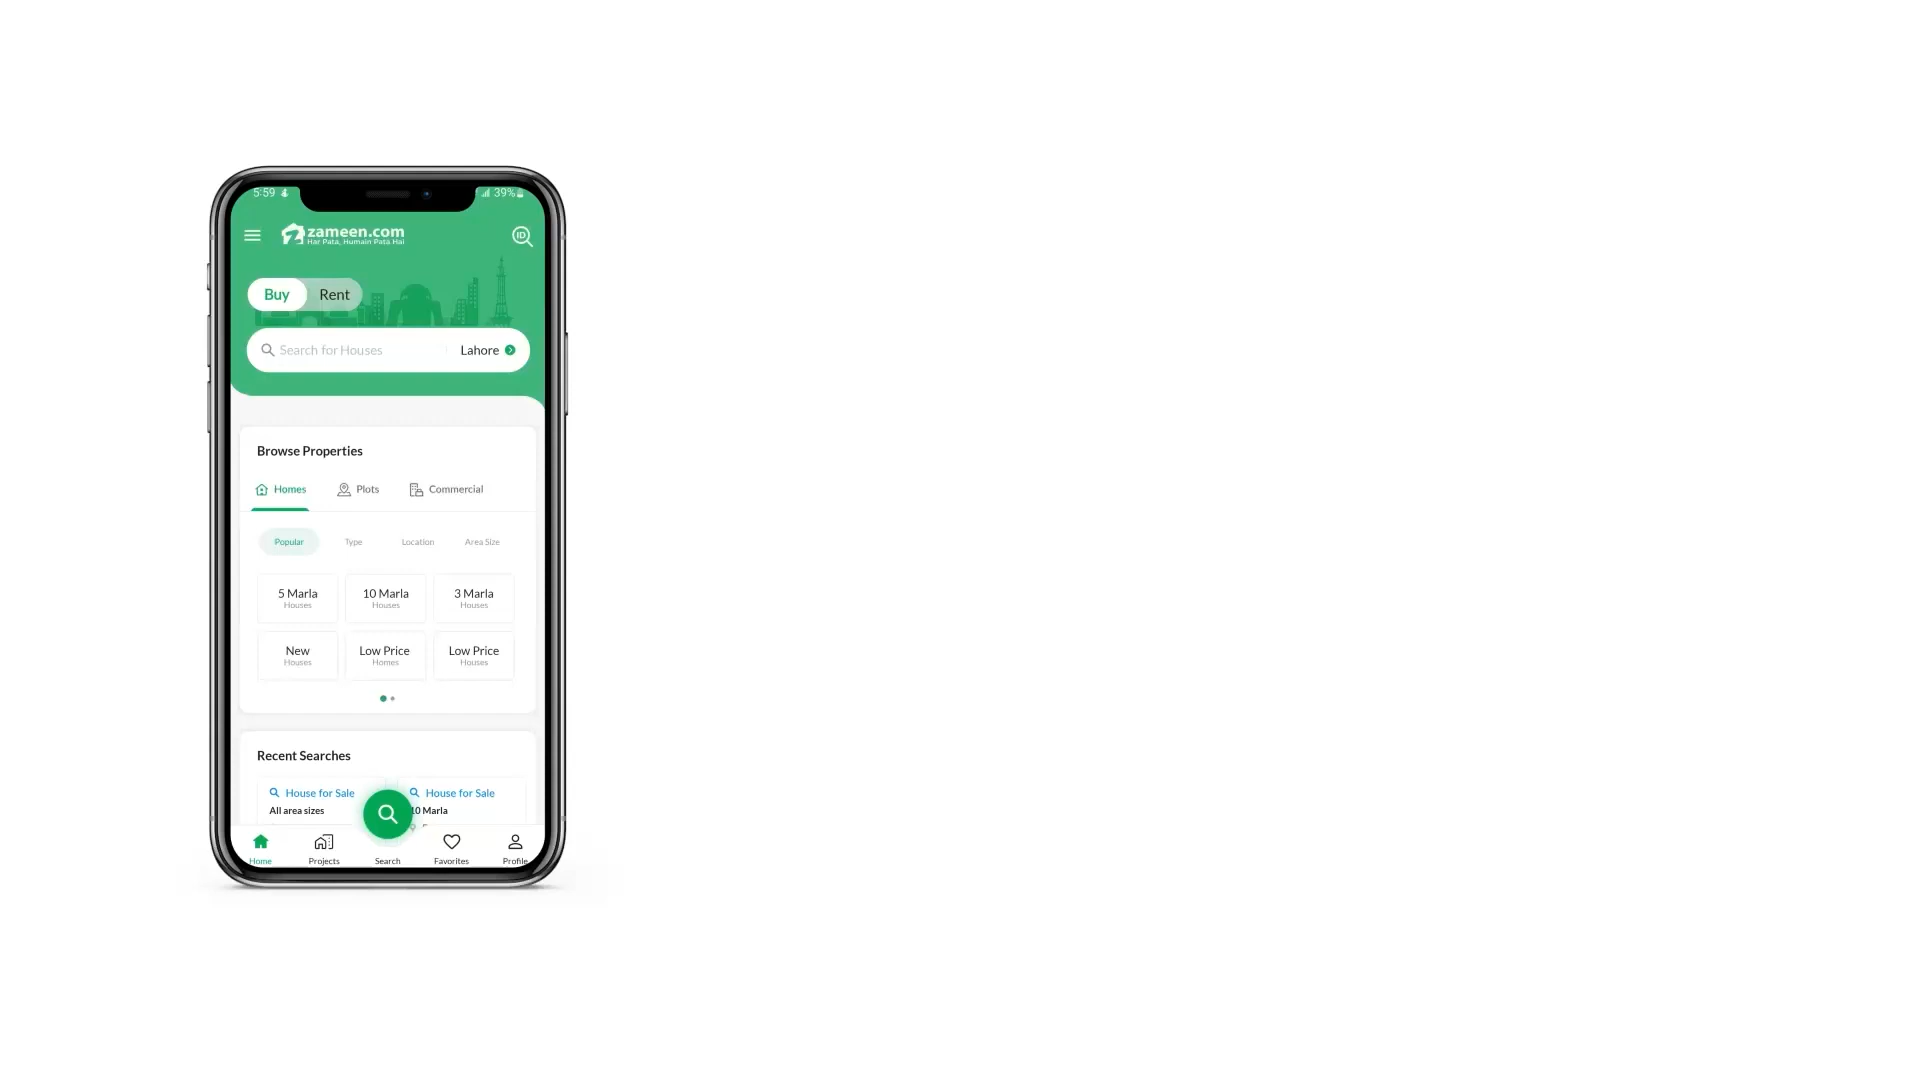 5:59
39%
zameen.com
Har Pata, Humain Pata Hai
ID
Buy
Rent
Search for Houses
Lahore
Browse Properties
Homes
Plots
Commercial
Popular
Type
Location
Area Size
5 Marla
Houses
10 Marla
Houses
3 Marla
Houses
New
Houses
Low Price
Homes
Low Price
Houses
Recent Searches
House for Sale
All area sizes
House for Sale
10 Marla
Home
Projects
Search
Favorites
Profile